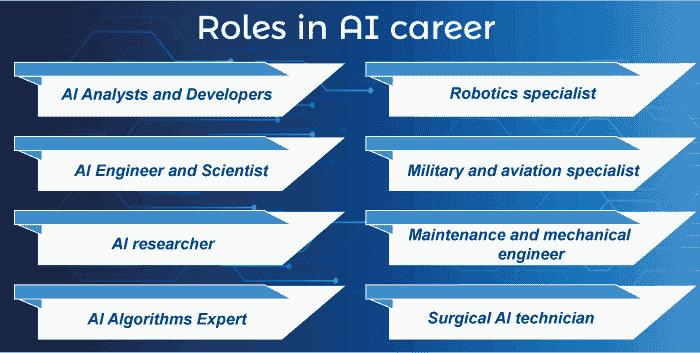 Roles in AI career
AI Analysts and Developers
Robotics specialist
AI Engineer and Scientist
Military and aviation specialist
AI researcher
Maintenance and mechanical
engineer
AI Algorithms Expert
Surgical AI technician